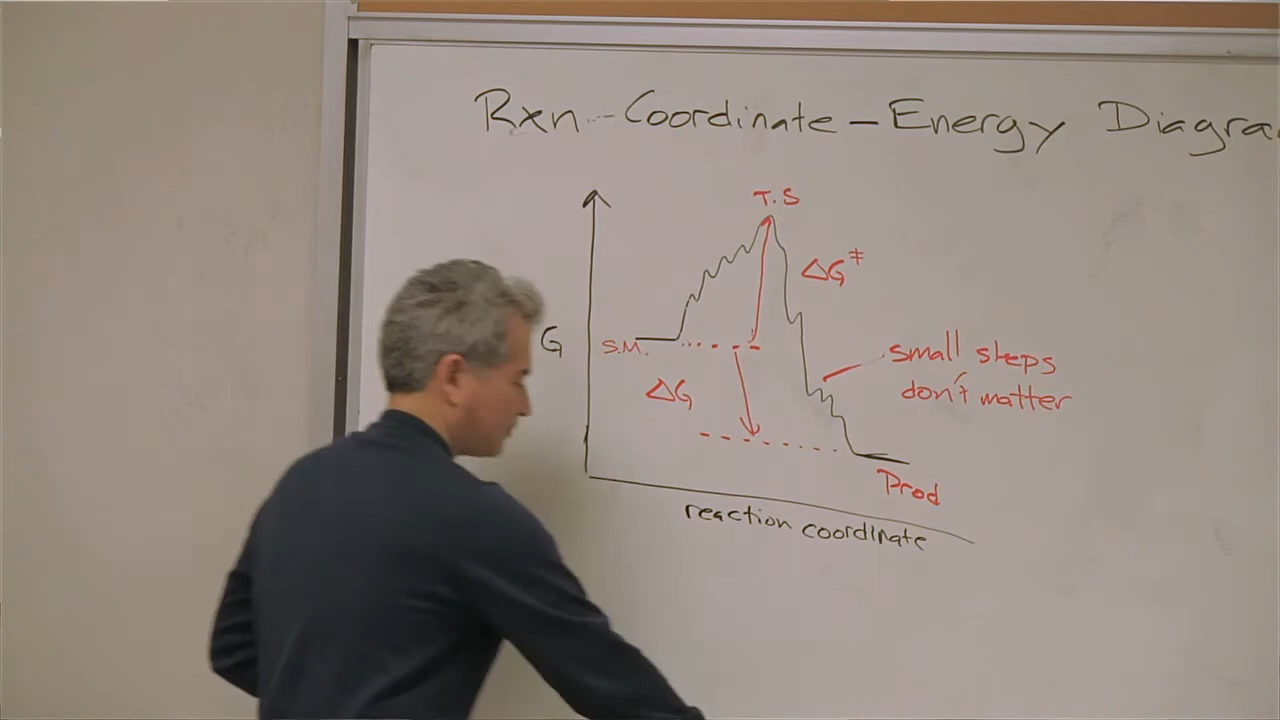 Rxn - Coordinate - Energy Diagra
T.S
ΔG‡
G
S.M.
small steps
don't matter
ΔG
Prod
reaction coordinate